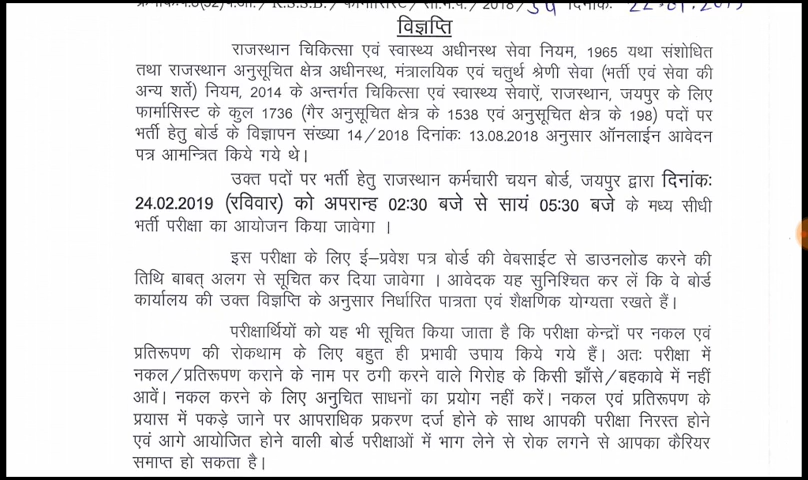 विज्ञप्ति
राजस्थान चिकित्सा एवं स्वास्थ्य अधीनस्थ सेवा नियम, 1965 यथा संशोधित
तथा राजस्थान अनुसूचित क्षेत्र अधीनस्थ, मंत्रालयिक एवं चतुर्थ श्रेणी सेवा (भर्ती एवं सेवा की
अन्य शर्ते) नियम, 2014 के अन्तर्गत चिकित्सा एवं स्वास्थ्य सेवाऐं, राजस्थान, जयपुर के लिए
फार्मासिस्ट के कुल 1736 (गैर अनुसूचित क्षेत्र के 1538 एवं अनुसूचित क्षेत्र के 198) पदों पर
भर्ती हेतु बोर्ड के विज्ञापन संख्या 14/2018 दिनांकः 13.08.2018 अनुसार ऑनलाईन आवेदन
पत्र आमन्त्रित किये गये थे।
उक्त पदों पर भर्ती हेतु राजस्थान कर्मचारी चयन बोर्ड, जयपुर द्वारा दिनांकः
24.02.2019 (रविवार) को अपरान्ह 02:30 बजे से सायं 05:30 बजे के मध्य सीधी
भर्ती परीक्षा का आयोजन किया जावेगा ।
इस परीक्षा के लिए ई–प्रवेश पत्र बोर्ड की वेबसाईट से डाउनलोड करने की
तिथि बाबत् अलग से सूचित कर दिया जावेगा । आवेदक यह सुनिश्चित कर लें कि वे बोर्ड
कार्यालय की उक्त विज्ञप्ति के अनुसार निर्धारित पात्रता एवं शैक्षणिक योग्यता रखते हैं।
परीक्षार्थियों को यह भी सूचित किया जाता है कि परीक्षा केन्द्रों पर नकल एवं
प्रतिरूपण की रोकथाम के लिए बहुत ही प्रभावी उपाय किये गये हैं। अतः परीक्षा में
नकल/प्रतिरूपण कराने के नाम पर ठगी करने वाले गिरोह के किसी झाँसे/बहकावे में नहीं
आवें। नकल करने के लिए अनुचित साधनों का प्रयोग नहीं करें। नकल एवं प्रतिरूपण के
प्रयास में पकड़े जाने पर आपराधिक प्रकरण दर्ज होने के साथ आपकी परीक्षा निरस्त होने
एवं आगे आयोजित होने वाली बोर्ड परीक्षाओं में भाग लेने से रोक लगने से आपका कैरियर
समाप्त हो सकता है।